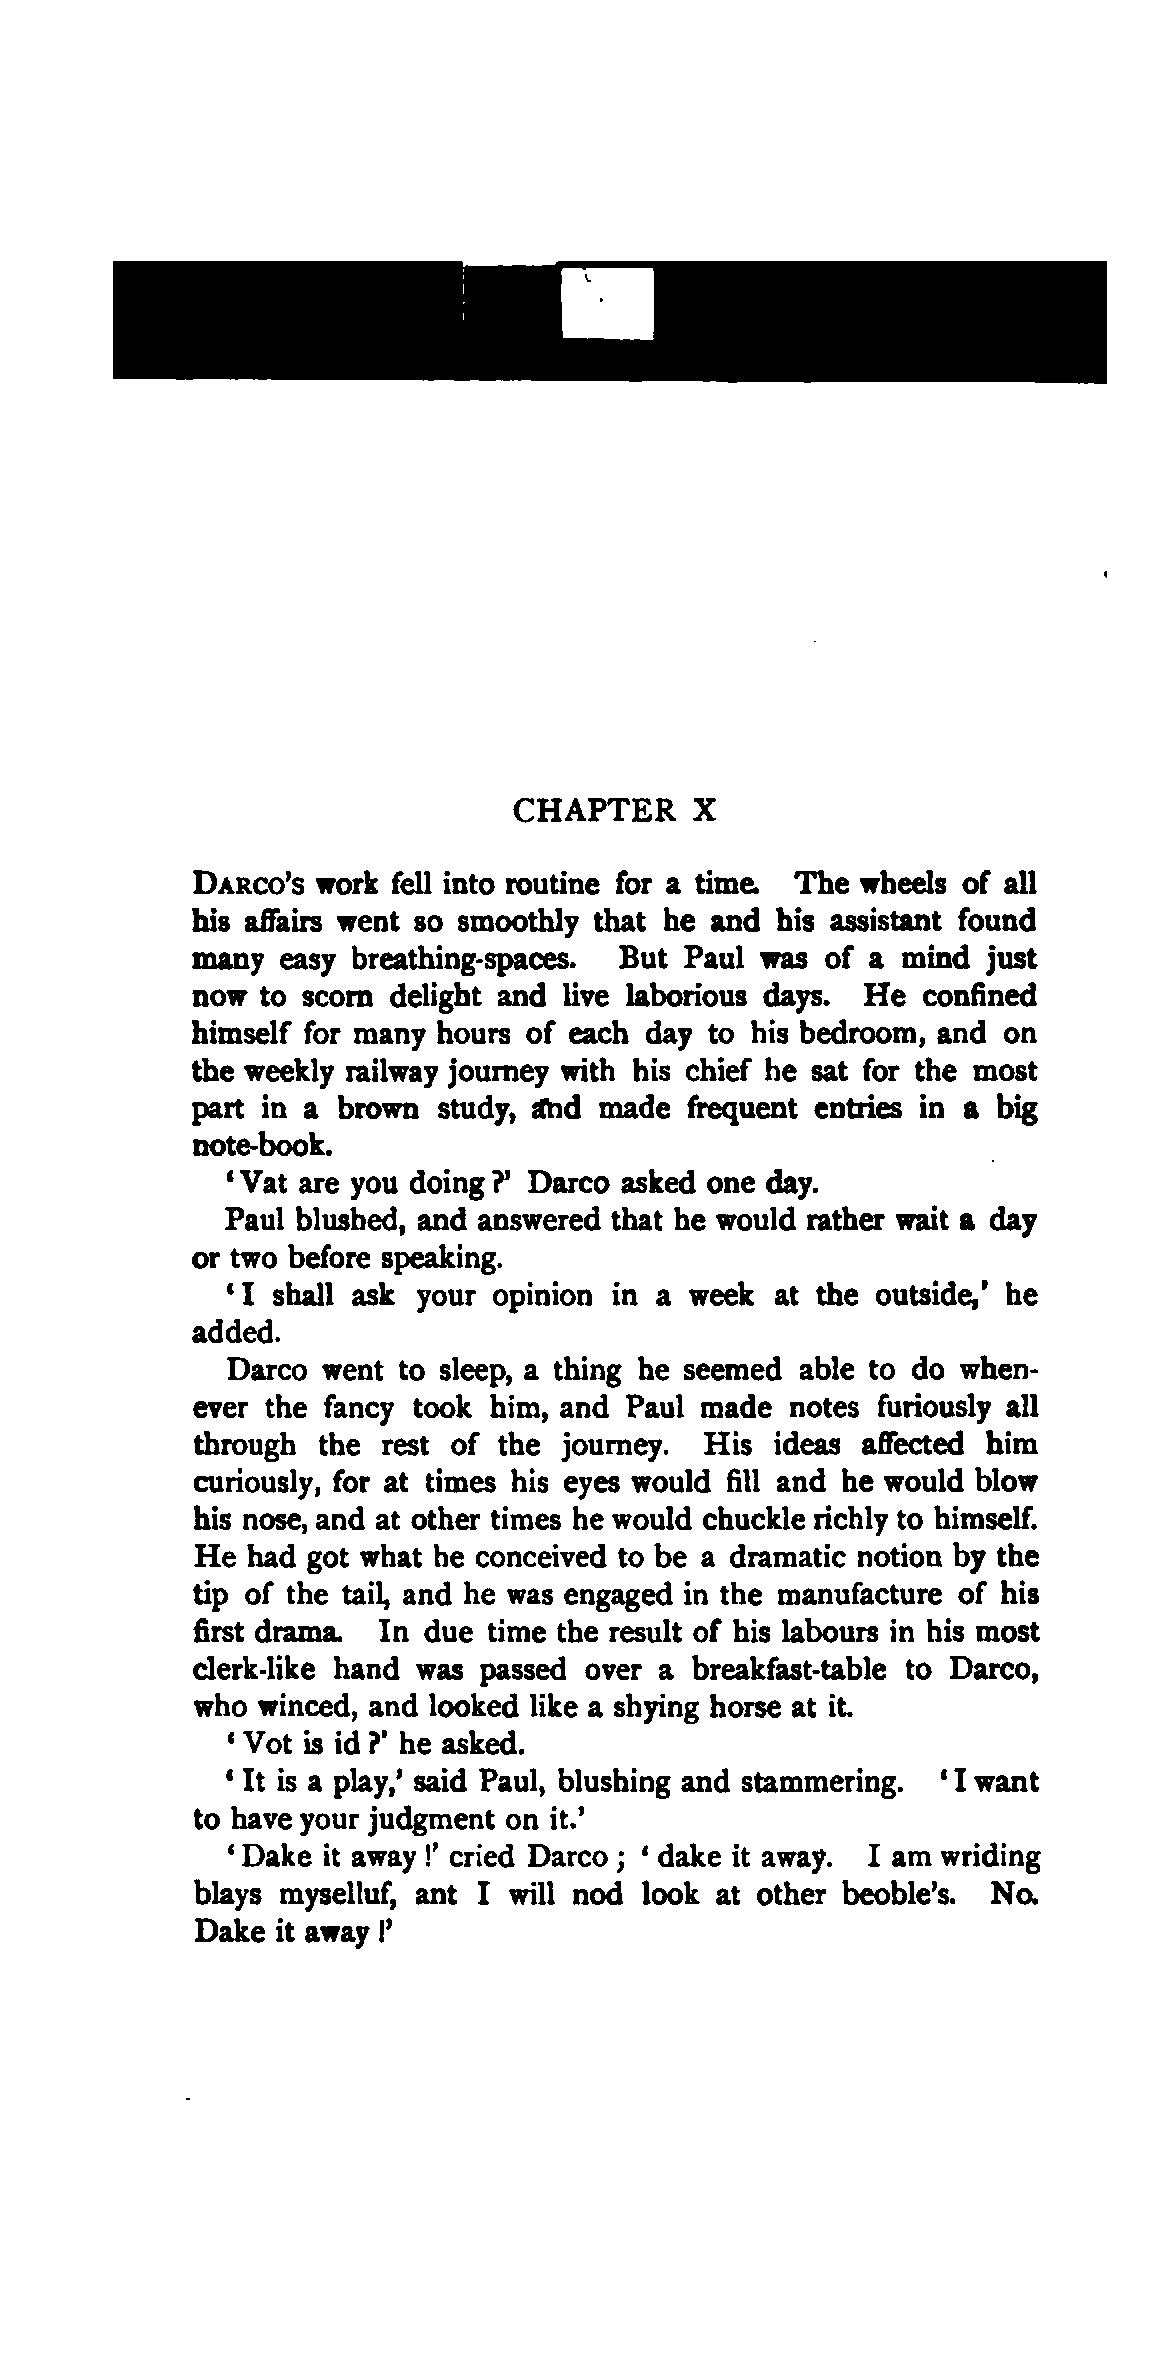 CHAPTER X
DARCO'S work fell into routine for a time. The wheels of all
his affairs went so smoothly that he and his assistant found
many easy breathing-spaces. But Paul was of a mind just
now to scorn delight and live laborious days. He confined
himself for many hours of each day to his bedroom, and on
the weekly railway journey with his chief he sat for the most
part in a brown study, and made frequent entries in a big
note-book.
‘Vat are you doing?’ Darco asked one day.
Paul blushed, and answered that he would rather wait a day
or two before speaking.
‘I shall ask your opinion in a week at the outside,’ he
added.
Darco went to sleep, a thing he seemed able to do when-
ever the fancy took him, and Paul made notes furiously all
through the rest of the journey. His ideas affected him
curiously, for at times his eyes would fill and he would blow
his nose, and at other times he would chuckle richly to himself.
He had got what he conceived to be a dramatic notion by the
tip of the tail, and he was engaged in the manufacture of his
first drama. In due time the result of his labours in his most
clerk-like hand was passed over a breakfast-table to Darco,
who winced, and looked like a shying horse at it.
‘Vot is id?’ he asked.
‘It is a play,’ said Paul, blushing and stammering. ‘I want
to have your judgment on it.’
‘Dake it away!’ cried Darco; ‘dake it away. I am wriding
blays myselluf, ant I will nod look at other beoble's. No.
Dake it away!’